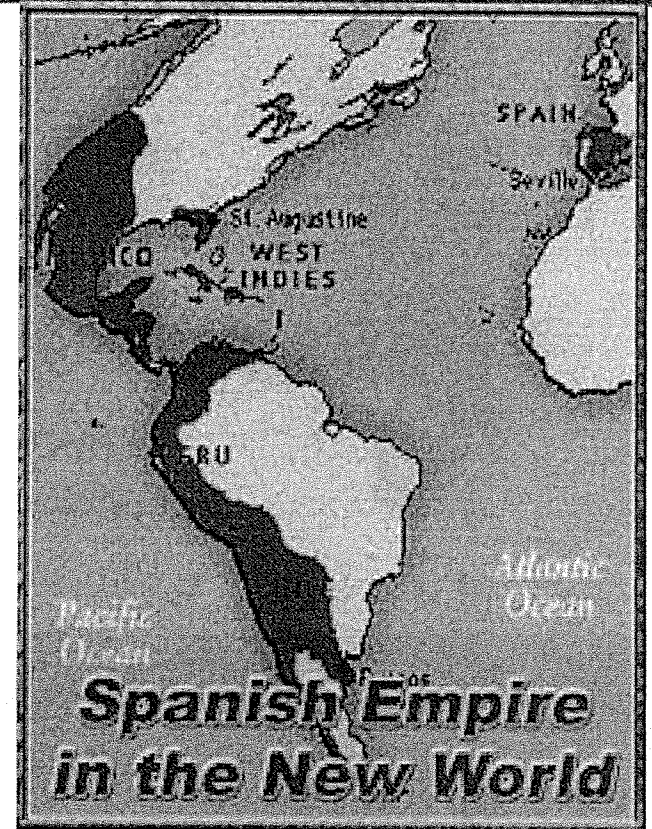 SPAIN
Seville
St. Augustine
WEST
INDIES
Atlantic
Ocean
Pacific
Ocean
Spanish Empire
in the New World